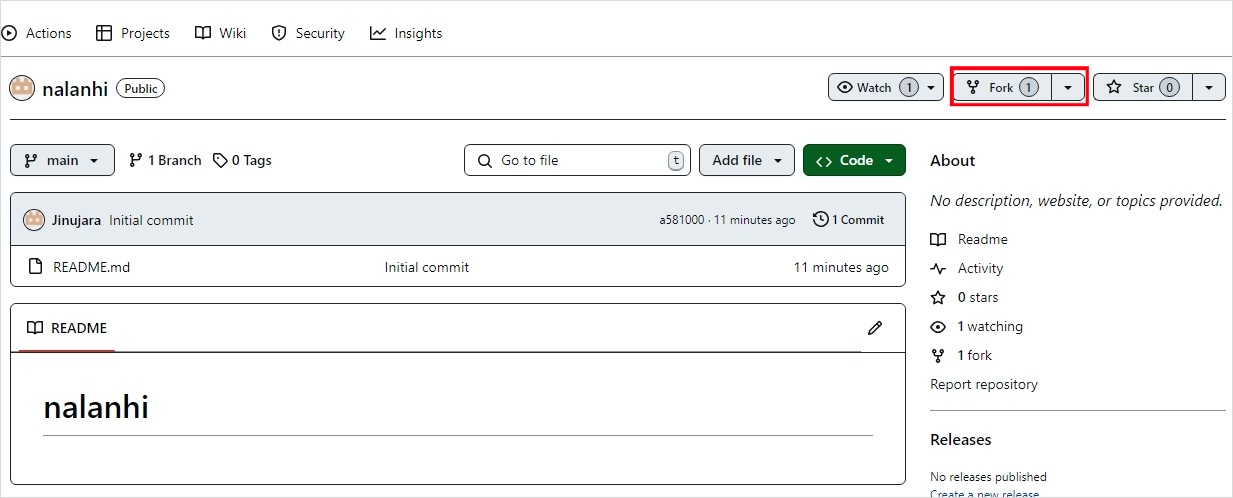 Actions Projects Wiki Security Insights
nalanhi Public Watch 1 Fork 1 Star 0
main 1 Branch 0 Tags Go to file t Add file Code
Jinujara Initial commit a581000 · 11 minutes ago 1 Commit
README.md Initial commit 11 minutes ago
README
nalanhi
About
No description, website, or topics provided.
Readme
Activity
0 stars
1 watching
1 fork
Report repository
Releases
No releases published
Create a new release